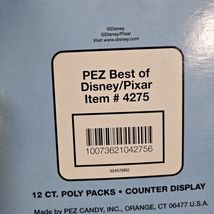 ©Disney
©Disney/Pixar
Visit www.disney.com
PEZ Best of
Disney/Pixar
Item # 4275
10073621042756
324579R2
12 CT. POLY PACKS • COUNTER DISPLAY
Made by PEZ CANDY, INC., ORANGE, CT 06477 U.S.A.